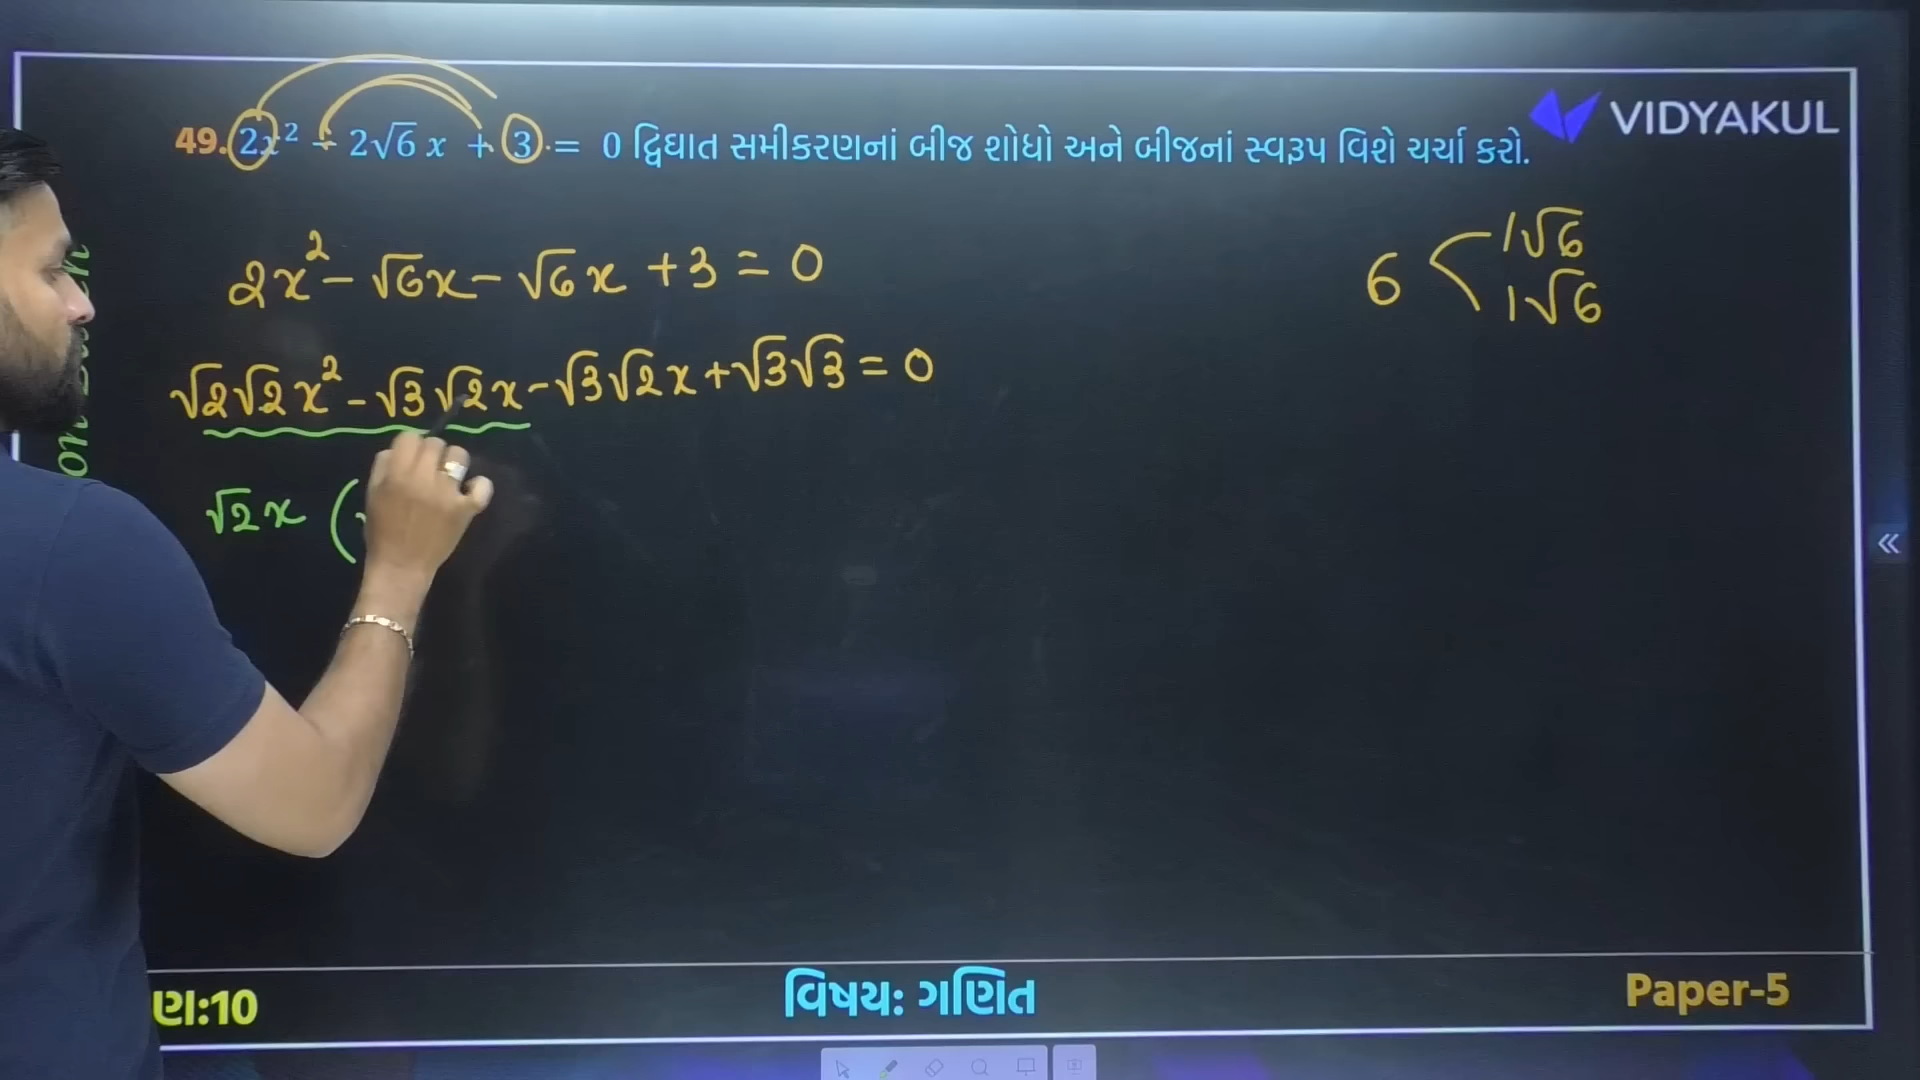 49. 2x² - 2√6 x + 3 = 0 દ્વિઘાત સમીકરણનાં બીજ શોધો અને બીજનાં સ્વરૂપ વિશે ચર્ચા કરો.
VIDYAKUL
2x² - √6x - √6x + 3 = 0
6 < 1√6
1√6
√2√2x² - √3√2x - √3√2x + √3√3 = 0
√2x (
ણ:10
વિષય: ગણિત
Paper-5